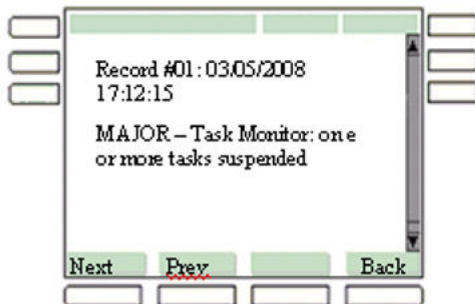 Record #01: 03/05/2008
17:12:15
MAJOR – Task Monitor: one
or more tasks suspended
Next Prev. Back